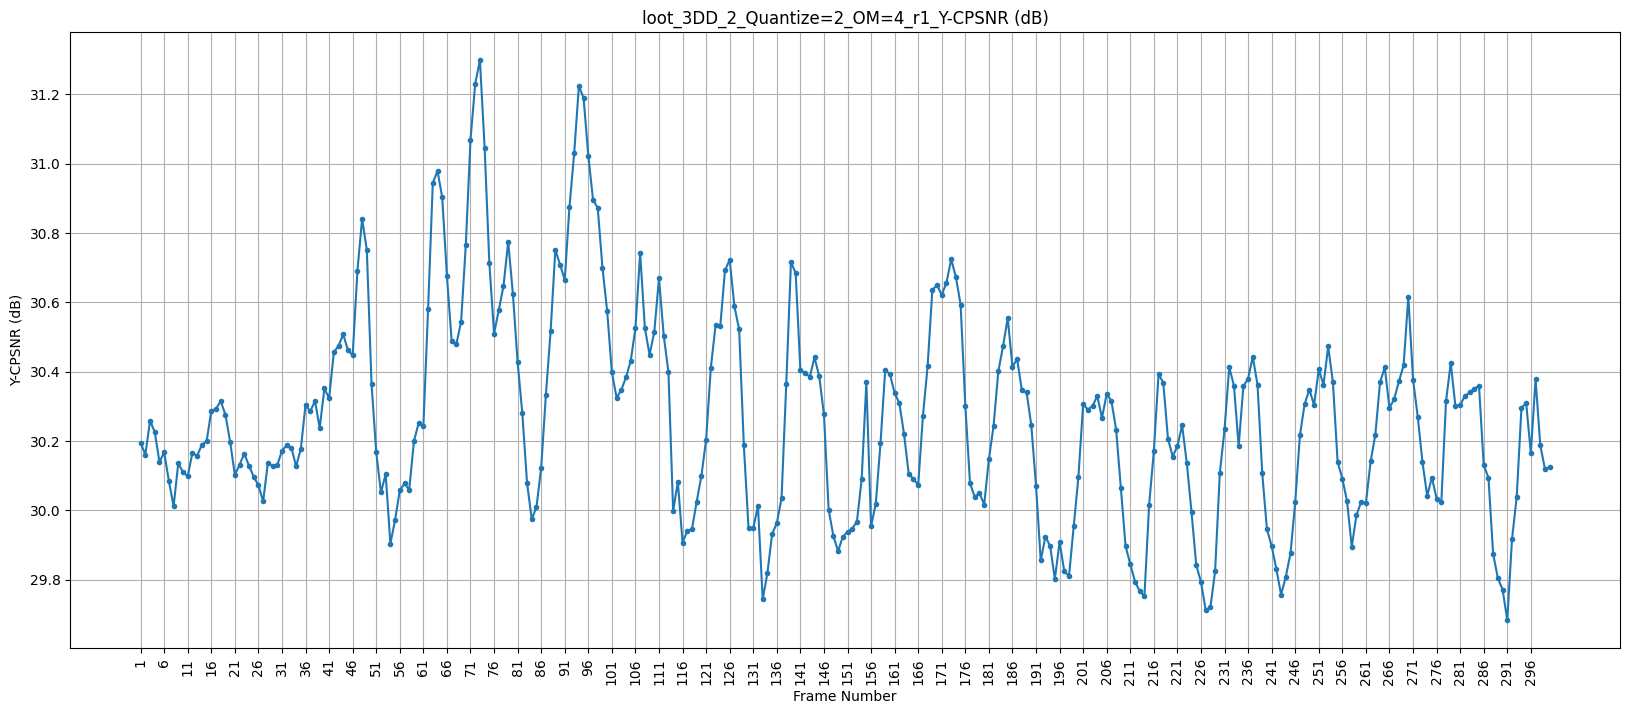 loot_3DD_2_Quantize=2_OM=4_r1_Y-CPSNR (dB)
Y-CPSNR (dB)
31.2
31.0
30.8
30.6
30.4
30.2
30.0
29.8
1 6 11 16 21 26 31 36 41 46 51 56 61 66 71 76 81 86 91 96 101 106 111 116 121 126 131 136 141 146 151 156 161 166 171 176 181 186 191 196 201 206 211 216 221 226 231 236 241 246 251 256 261 266 271 276 281 286 291 296
Frame Number